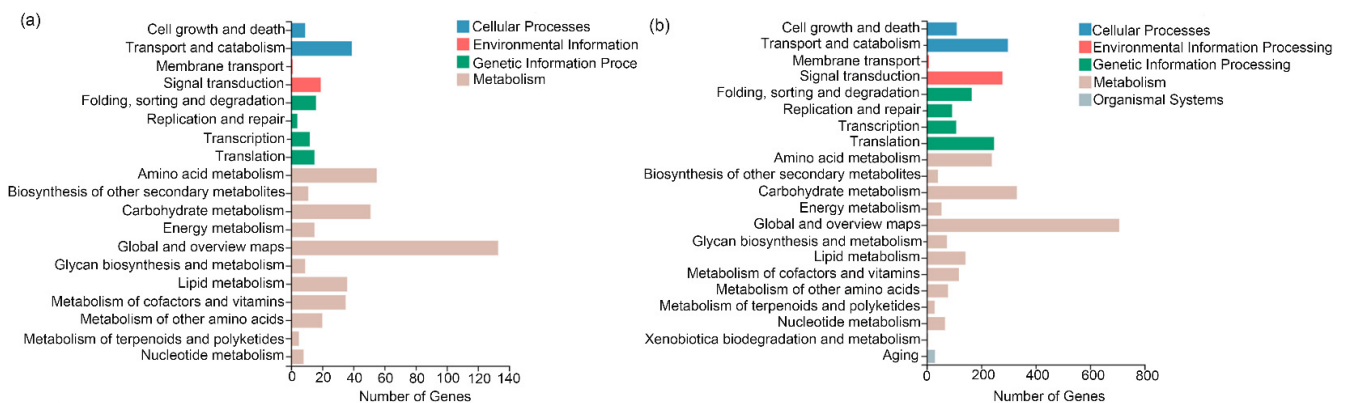 (a)
Cell growth and death
Transport and catabolism
Membrane transport
Signal transduction
Folding, sorting and degradation
Replication and repair
Transcription
Translation
Amino acid metabolism
Biosynthesis of other secondary metabolites
Carbohydrate metabolism
Energy metabolism
Global and overview maps
Glycan biosynthesis and metabolism
Lipid metabolism
Metabolism of cofactors and vitamins
Metabolism of other amino acids
Metabolism of terpenoids and polyketides
Nucleotide metabolism
0 20 40 60 80 100 120 140
Number of Genes
Cellular Processes
Environmental Information
Genetic Information Proce
Metabolism
(b)
Cell growth and death
Transport and catabolism
Membrane transport
Signal transduction
Folding, sorting and degradation
Replication and repair
Transcription
Translation
Amino acid metabolism
Biosynthesis of other secondary metabolites
Carbohydrate metabolism
Energy metabolism
Global and overview maps
Glycan biosynthesis and metabolism
Lipid metabolism
Metabolism of cofactors and vitamins
Metabolism of other amino acids
Metabolism of terpenoids and polyketides
Nucleotide metabolism
Xenobiotica biodegradation and metabolism
Aging
0 200 400 600 800
Number of Genes
Cellular Processes
Environmental Information Processing
Genetic Information Processing
Metabolism
Organismal Systems